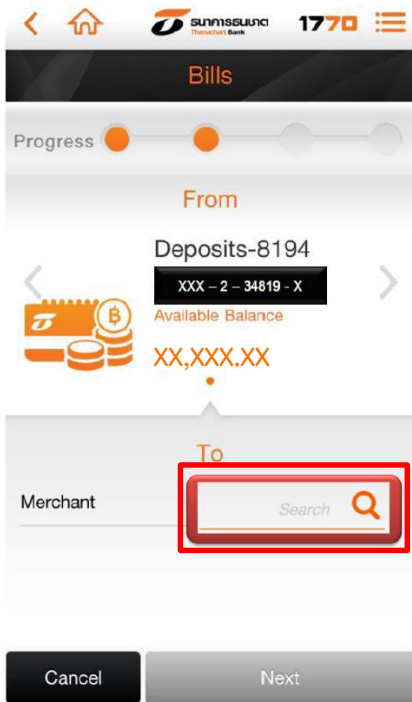 ธนาคารธนชาต 1770
Thanachart Bank
Bills
Progress
From
Deposits-8194
XXX – 2 – 34819 - X
Available Balance
XX,XXX.XX
To
Merchant Search
Cancel Next